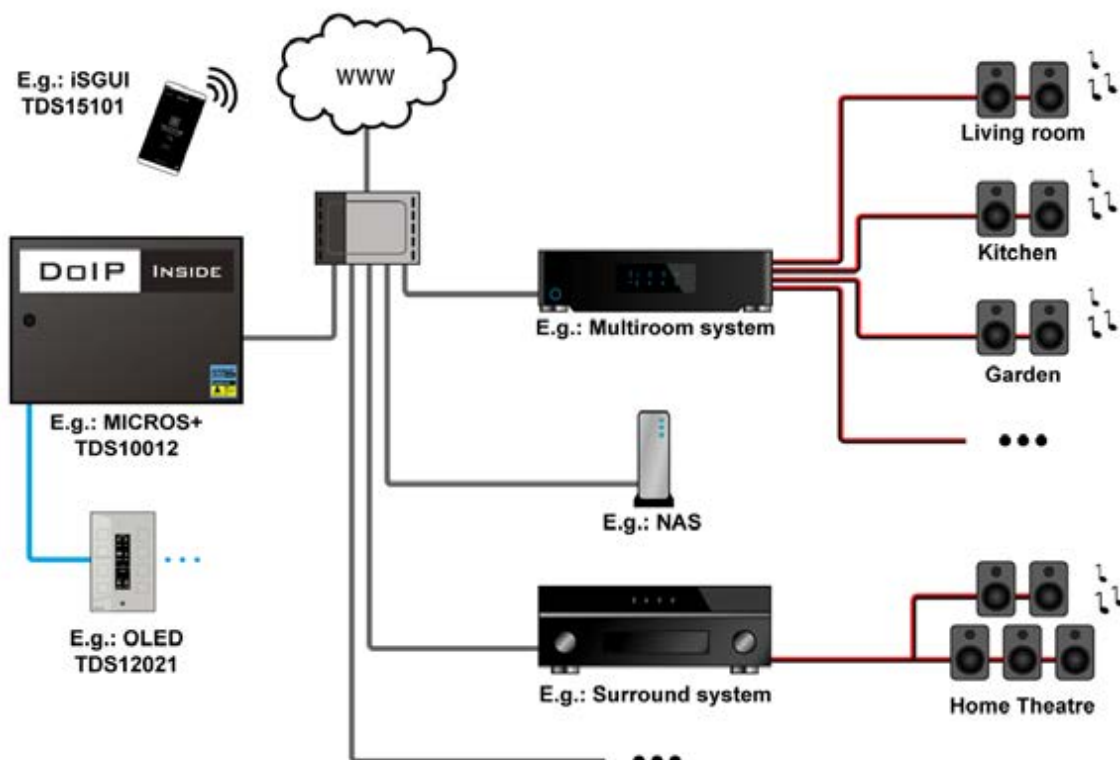 E.g.: iSGUI
TDS15101
WWW
Living room
Kitchen
DoIP INSIDE
E.g.: Multiroom system
Garden
E.g.: MICROS+
TDS10012
E.g.: NAS
E.g.: OLED
TDS12021
E.g.: Surround system
Home Theatre